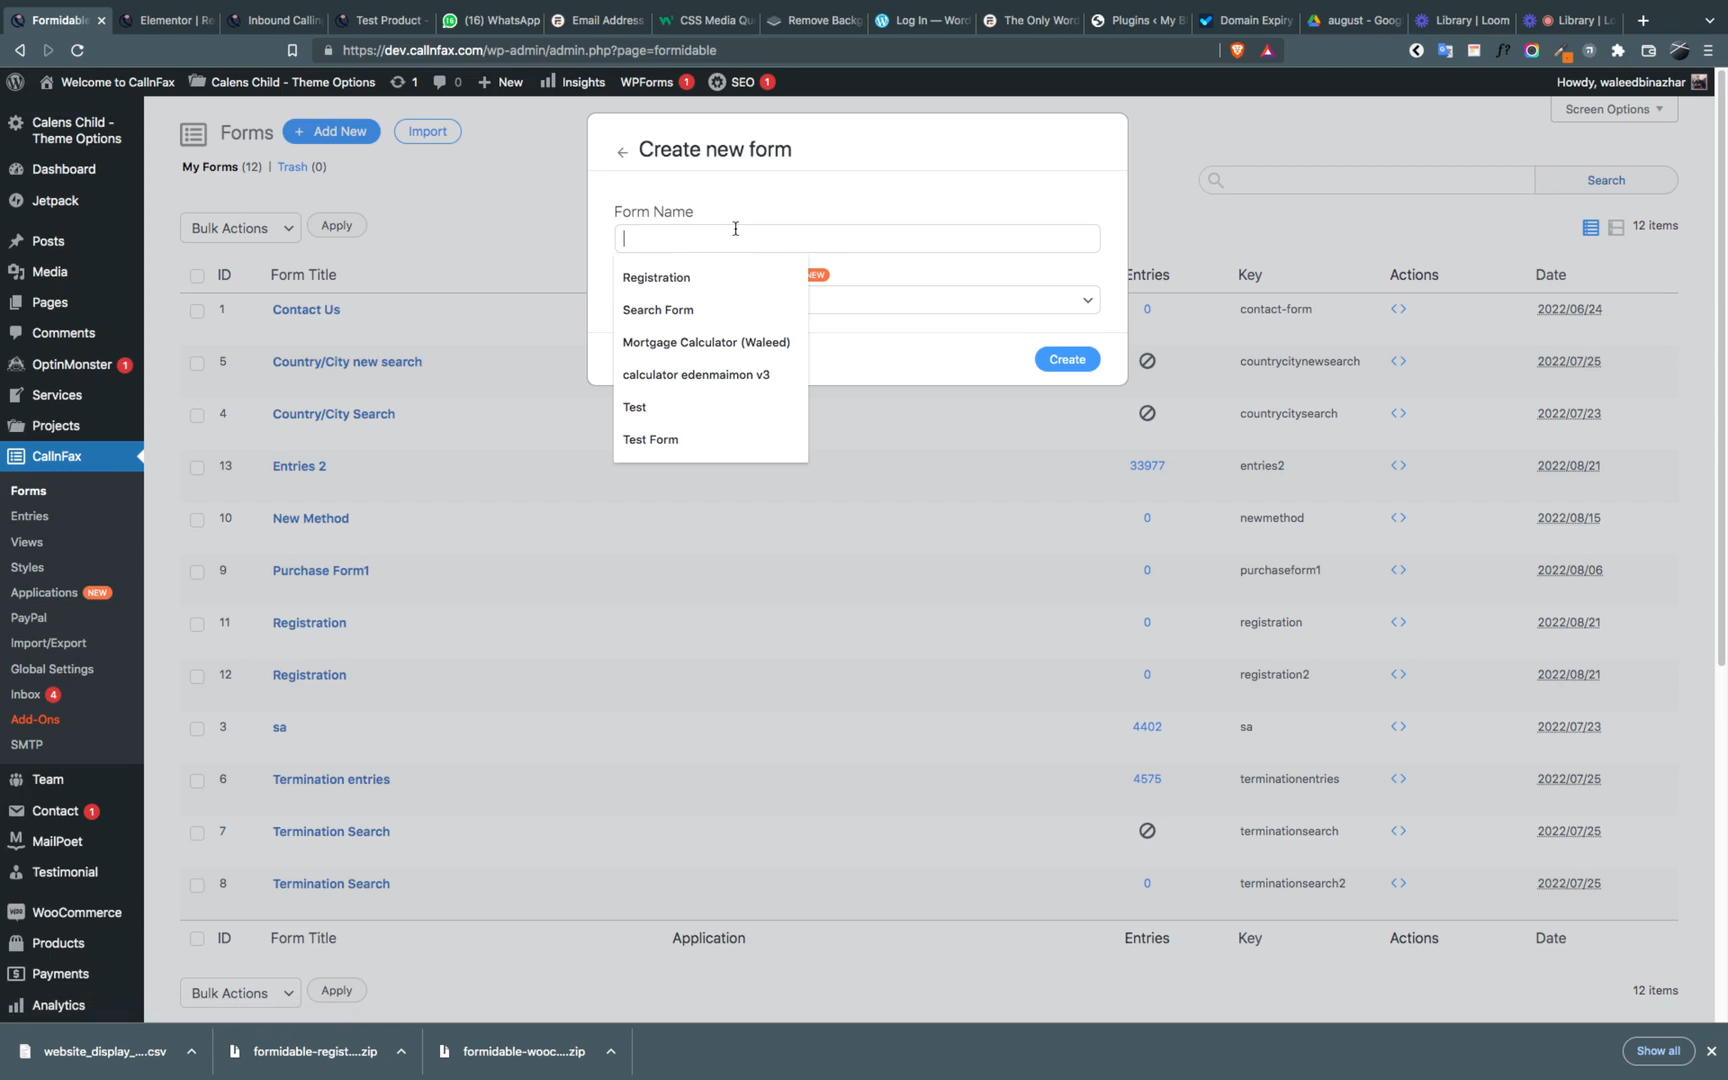 Formidable
Elementor | Re
Inbound Callin
Test Product -
(16) WhatsApp
Email Address
CSS Media Qu
Remove Backg
Log In — Word
The Only Word
Plugins ‹ My B
Domain Expiry
august - Goog
Library | Loom
Library | Lo
https://dev.callnfax.com/wp-admin/admin.php?page=formidable
Welcome to CallnFax
Calens Child - Theme Options
1
0
New
Insights
WPForms 1
SEO 1
Howdy, waleedbinazhar
Calens Child -
Theme Options
Dashboard
Jetpack
Posts
Media
Pages
Comments
OptinMonster 1
Services
Projects
CallnFax
Forms
Entries
Views
Styles
Applications NEW
PayPal
Import/Export
Global Settings
Inbox 4
Add-Ons
SMTP
Team
Contact 1
MailPoet
Testimonial
WooCommerce
Products
Payments
Analytics
Screen Options
Forms
+ Add New
Import
My Forms (12) | Trash (0)
Search
Bulk Actions
Apply
12 items
Create new form
Form Name
NEW
Registration
Search Form
Mortgage Calculator (Waleed)
calculator edenmaimon v3
Test
Test Form
Create
ID Form Title Entries Key Actions Date
1 Contact Us 0 contact-form 2022/06/24
5 Country/City new search countrycitynewsearch 2022/07/25
4 Country/City Search countrycitysearch 2022/07/23
13 Entries 2 33977 entries2 2022/08/21
10 New Method 0 newmethod 2022/08/15
9 Purchase Form1 0 purchaseform1 2022/08/06
11 Registration 0 registration 2022/08/21
12 Registration 0 registration2 2022/08/21
3 sa 4402 sa 2022/07/23
6 Termination entries 4575 terminationentries 2022/07/25
7 Termination Search terminationsearch 2022/07/25
8 Termination Search 0 terminationsearch2 2022/07/25
ID Form Title Application Entries Key Actions Date
Bulk Actions
Apply
12 items
website_display_....csv
formidable-regist....zip
formidable-wooc....zip
Show all